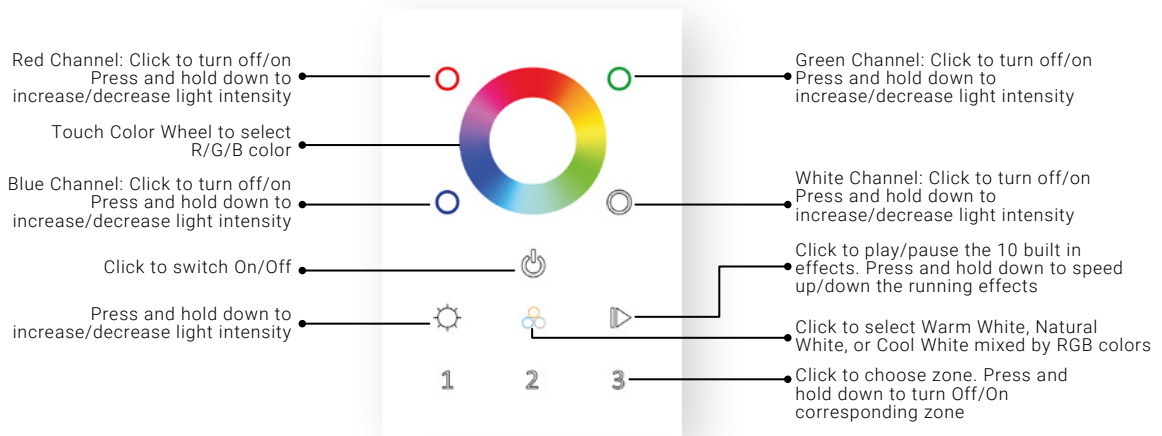 Red Channel: Click to turn off/on
Press and hold down to
increase/decrease light intensity
Touch Color Wheel to select
R/G/B color
Blue Channel: Click to turn off/on
Press and hold down to
increase/decrease light intensity
Click to switch On/Off
Press and hold down to
increase/decrease light intensity
Green Channel: Click to turn off/on
Press and hold down to
increase/decrease light intensity
White Channel: Click to turn off/on
Press and hold down to
increase/decrease light intensity
Click to play/pause the 10 built in
effects. Press and hold down to speed
up/down the running effects
Click to select Warm White, Natural
White, or Cool White mixed by RGB colors
1 2 3
Click to choose zone. Press and
hold down to turn Off/On
corresponding zone